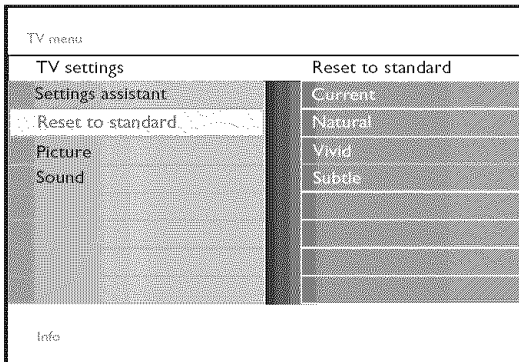 TV menu
TV settings
Reset to standard
Settings assistant
Current
Reset to standard
Natural
Picture
Vivid
Sound
Subtle
Info